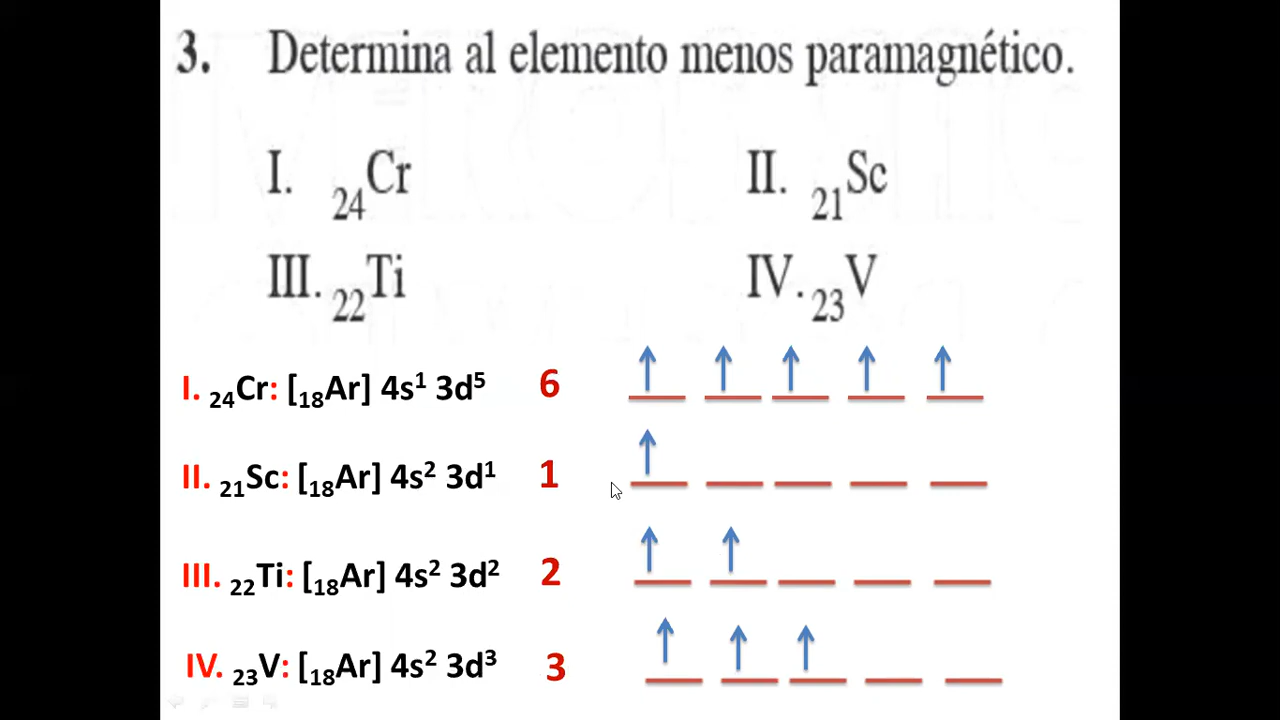 3. Determina al elemento menos paramagnético.
I. ₂₄Cr II. ₂₁Sc
III. ₂₂Ti IV. ₂₃V
I. ₂₄Cr: [₁₈Ar] 4s¹ 3d⁵ 6
II. ₂₁Sc: [₁₈Ar] 4s² 3d¹ 1
III. ₂₂Ti: [₁₈Ar] 4s² 3d² 2
IV. ₂₃V: [₁₈Ar] 4s² 3d³ 3